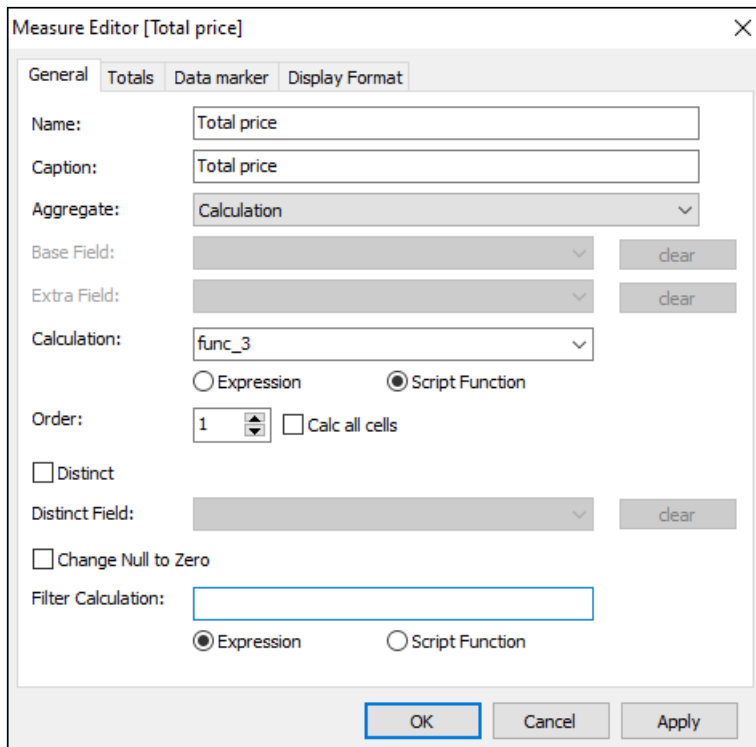 Measure Editor [Total price]
General Totals Data marker Display Format
Name: Total price
Caption: Total price
Aggregate: Calculation
Base Field: clear
Extra Field: clear
Calculation: func_3
Expression Script Function
Order: 1 Calc all cells
Distinct
Distinct Field: clear
Change Null to Zero
Filter Calculation:
Expression Script Function
OK Cancel Apply